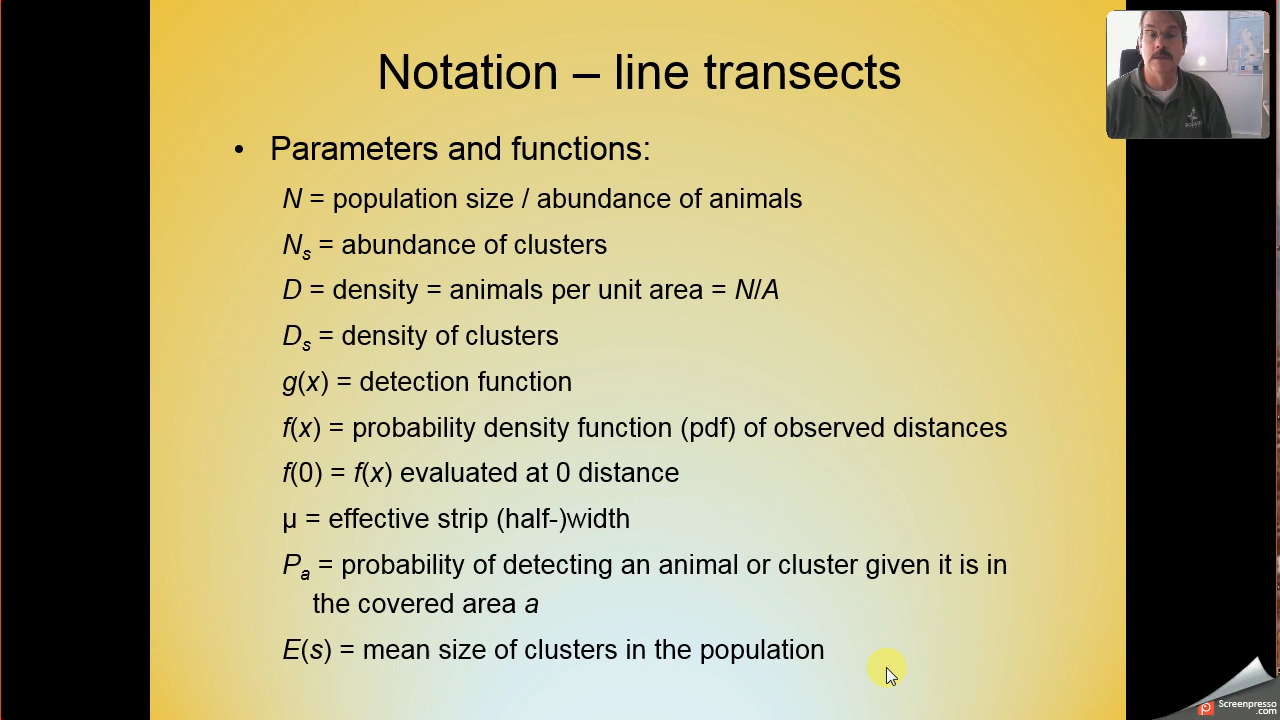 Notation – line transects
• Parameters and functions:
N = population size / abundance of animals
Ns = abundance of clusters
D = density = animals per unit area = N/A
Ds = density of clusters
g(x) = detection function
f(x) = probability density function (pdf) of observed distances
f(0) = f(x) evaluated at 0 distance
μ = effective strip (half-)width
Pa = probability of detecting an animal or cluster given it is in
the covered area a
E(s) = mean size of clusters in the population
Screenpresso
.com